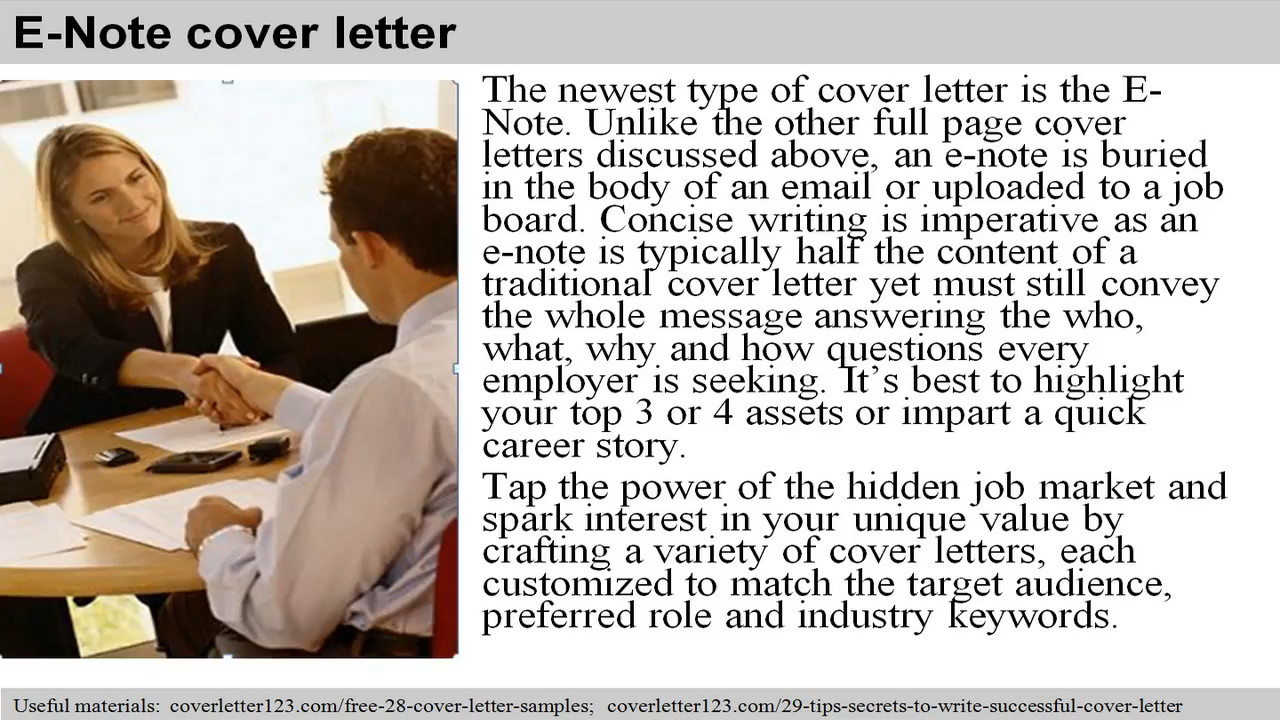 E-Note cover letter
The newest type of cover letter is the E-
Note. Unlike the other full page cover
letters discussed above, an e-note is buried
in the body of an email or uploaded to a job
board. Concise writing is imperative as an
e-note is typically half the content of a
traditional cover letter yet must still convey
the whole message answering the who,
what, why and how questions every
employer is seeking. It’s best to highlight
your top 3 or 4 assets or impart a quick
career story.
Tap the power of the hidden job market and
spark interest in your unique value by
crafting a variety of cover letters, each
customized to match the target audience,
preferred role and industry keywords.
Useful materials: coverletter123.com/free-28-cover-letter-samples; coverletter123.com/29-tips-secrets-to-write-successful-cover-letter